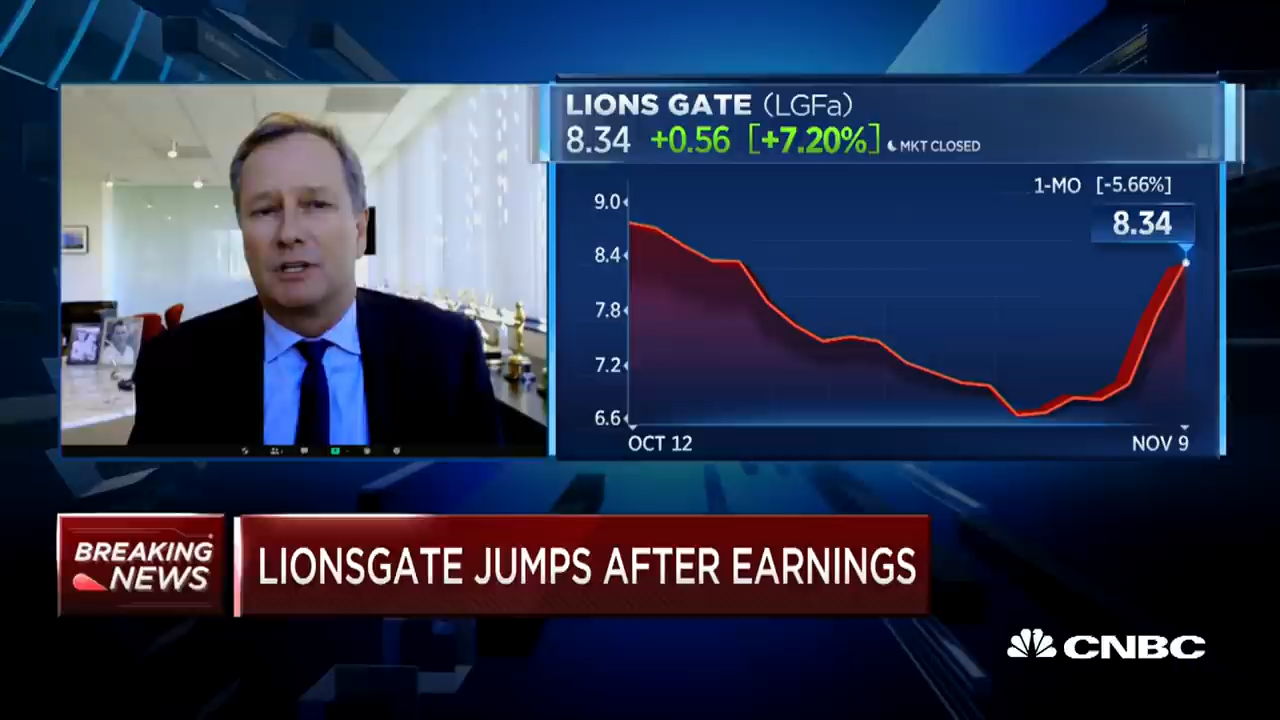 LIONS GATE (LGFa)
8.34 +0.56 [+7.20%] MKT CLOSED
1-MO [-5.66%]
8.34
9.0
8.4
7.8
7.2
6.6
OCT 12 NOV 9
BREAKING NEWS
LIONSGATE JUMPS AFTER EARNINGS
CNBC